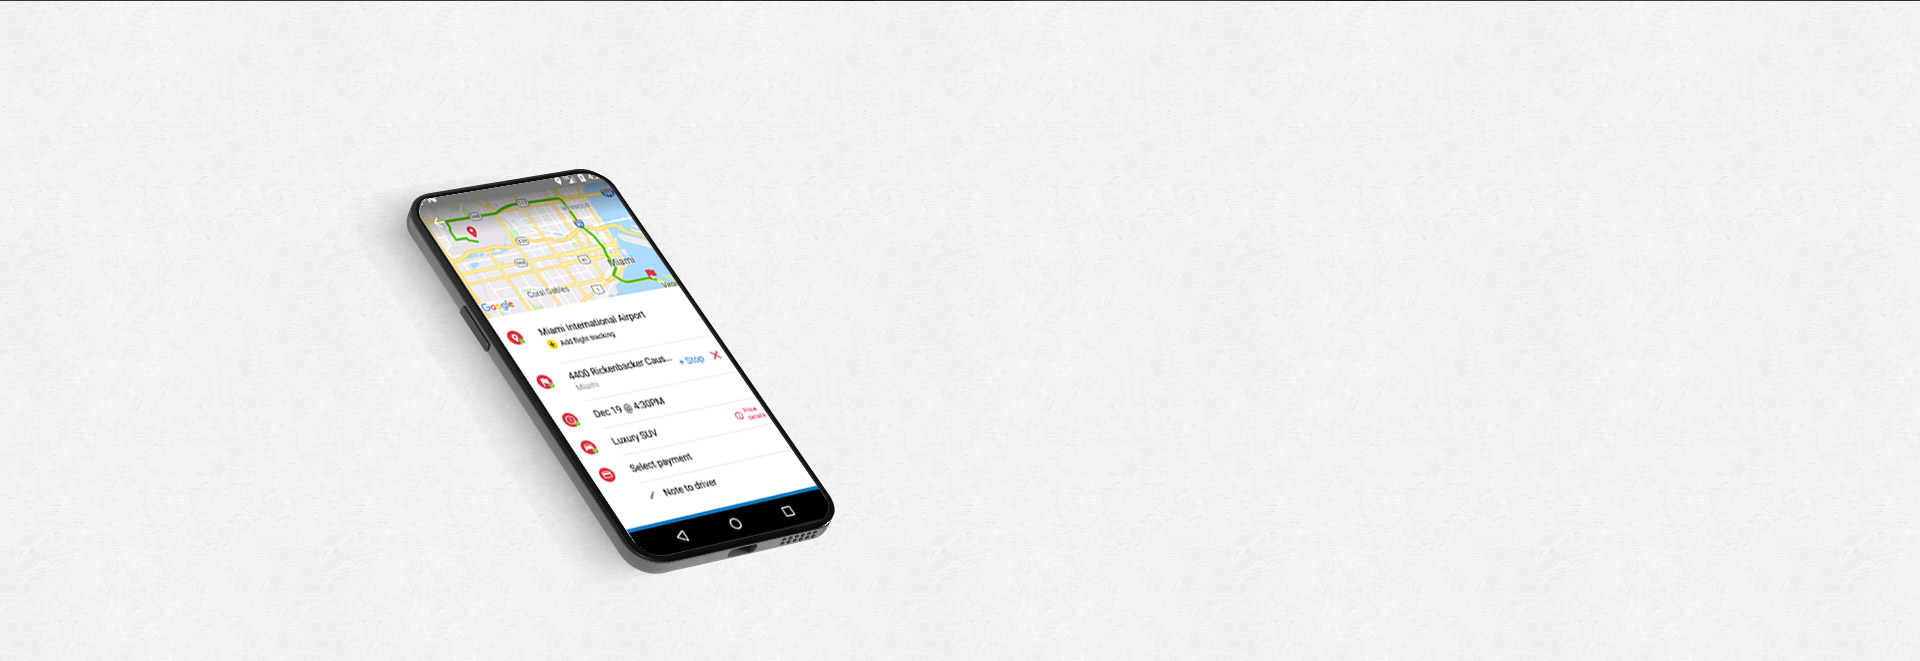 Miami
Coral Gables
Google
Miami International Airport
Add flight tracking
4400 Rickenbacker Caus...
+ Stop
Miami
Dec 19 @ 4:30PM
Price
Luxury SUV
Select payment
Note to driver